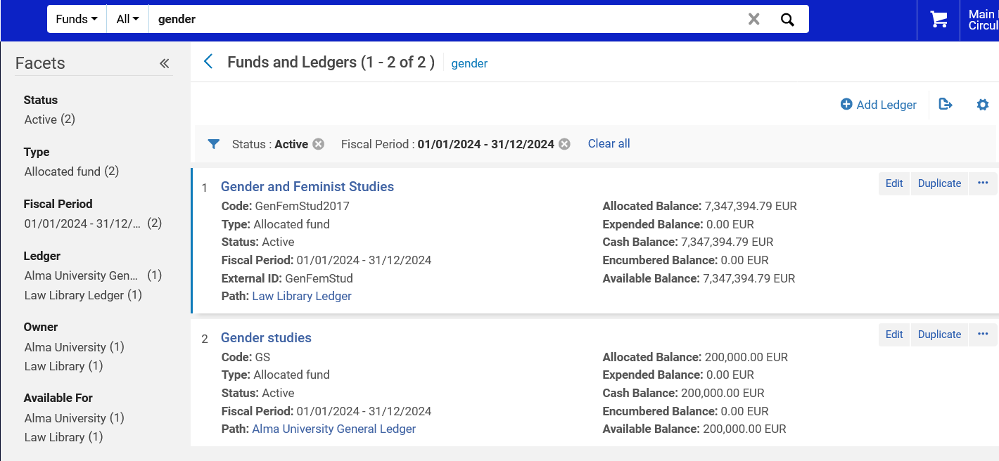 Funds All gender
Main
Circul
Facets
Funds and Ledgers (1 - 2 of 2 ) gender
Add Ledger
Status : Active Fiscal Period : 01/01/2024 - 31/12/2024 Clear all
Status
Active (2)
Type
Allocated fund (2)
Fiscal Period
01/01/2024 - 31/12/... (2)
Ledger
Alma University Gen... (1)
Law Library Ledger (1)
Owner
Alma University (1)
Law Library (1)
Available For
Alma University (1)
Law Library (1)
1 Gender and Feminist Studies
Edit Duplicate ...
Code: GenFemStud2017
Type: Allocated fund
Status: Active
Fiscal Period: 01/01/2024 - 31/12/2024
External ID: GenFemStud
Path: Law Library Ledger
Allocated Balance: 7,347,394.79 EUR
Expended Balance: 0.00 EUR
Cash Balance: 7,347,394.79 EUR
Encumbered Balance: 0.00 EUR
Available Balance: 7,347,394.79 EUR
2 Gender studies
Edit Duplicate ...
Code: GS
Type: Allocated fund
Status: Active
Fiscal Period: 01/01/2024 - 31/12/2024
Path: Alma University General Ledger
Allocated Balance: 200,000.00 EUR
Expended Balance: 0.00 EUR
Cash Balance: 200,000.00 EUR
Encumbered Balance: 0.00 EUR
Available Balance: 200,000.00 EUR